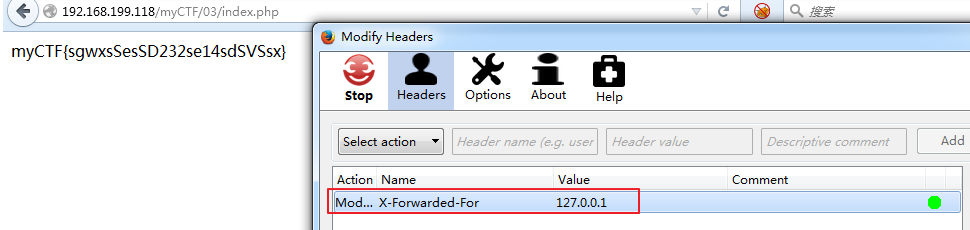 192.168.199.118/myCTF/03/index.php
搜索
myCTF{sgwxsSesSD232se14sdSVSsx}
Modify Headers
Stop
Headers
Options
About
Help
Select action
Header name (e.g. user
Header value
Descriptive comment
Add
Action Name Value Comment
Mod... X-Forwarded-For 127.0.0.1